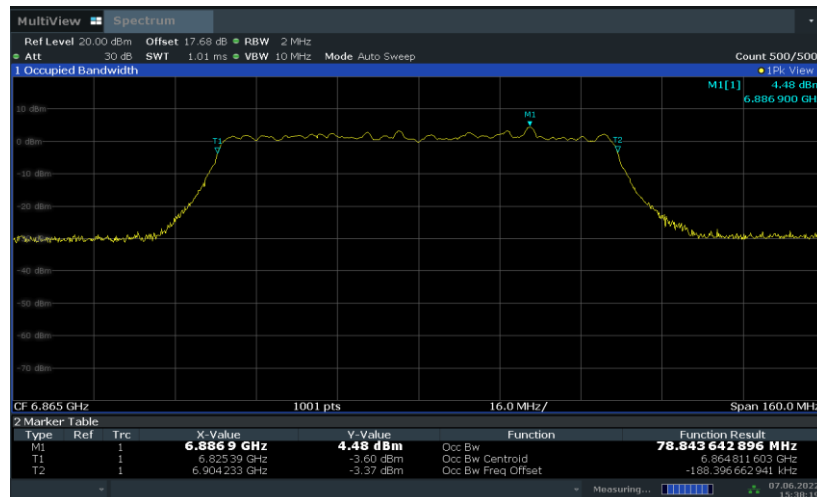 MultiView Spectrum
Ref Level 20.00 dBm Offset 17.68 dB RBW 2 MHz
Att 30 dB SWT 1.01 ms VBW 10 MHz Mode Auto Sweep Count 500/500
1 Occupied Bandwidth 1Pk View
M1[1] 4.48 dBm
6.886 900 GH
10 dBm
M1
0 dBm
T1
T2
-10 dBm
-20 dBm
-40 dBm
-50 dBm
-60 dBm
-70 dBm
CF 6.865 GHz 1001 pts 16.0 MHz/ Span 160.0 MHz
2 Marker Table
Type Ref Trc X-Value Y-Value Function Function Result
M1 1 6.886 9 GHz 4.48 dBm Occ Bw 78.843 642 896 MHz
T1 1 6.825 39 GHz -3.60 dBm Occ Bw Centroid 6.864 811 603 GHz
T2 1 6.904 233 GHz -3.37 dBm Occ Bw Freq Offset -188.396 662 941 kHz
Measuring... 07.06.2022